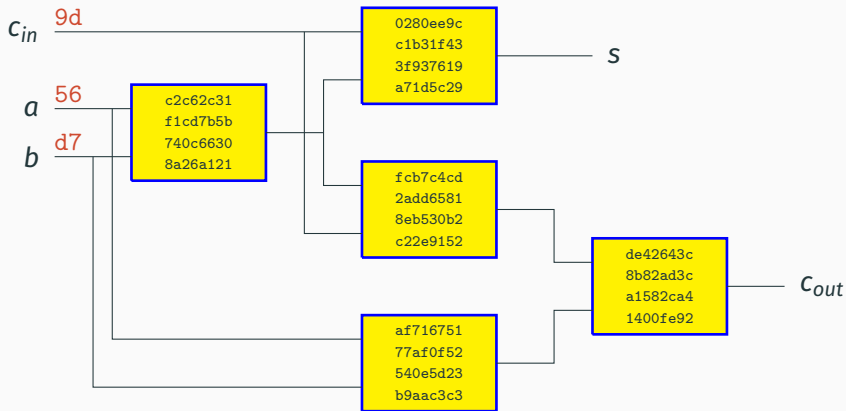 c_in 9d
a 56
b d7
c2c62c31
f1cd7b5b
740c6630
8a26a121
0280ee9c
c1b31f43
3f937619
a71d5c29
s
fcb7c4cd
2add6581
8eb530b2
c22e9152
af716751
77af0f52
540e5d23
b9aac3c3
de42643c
8b82ad3c
a1582ca4
1400fe92
c_out